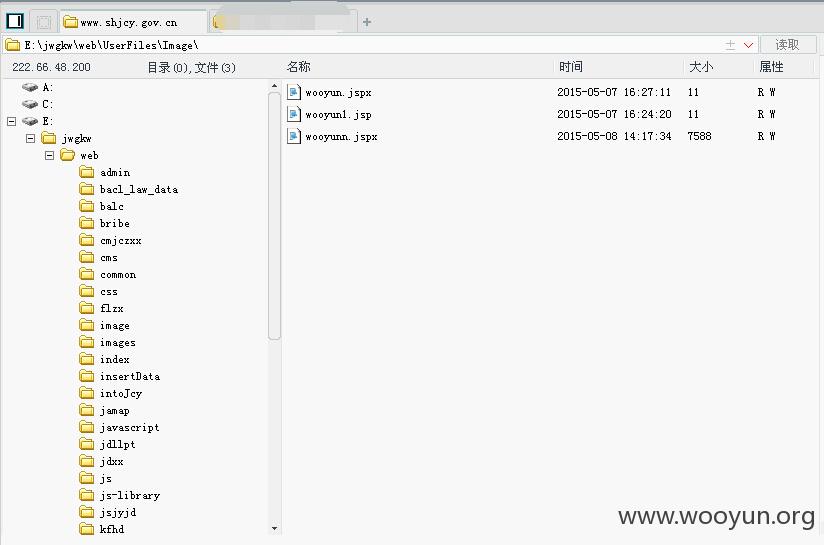 www.shjcy.gov.cn
E:\jwgkw\web\UserFiles\Image\
读取
222.66.48.200 目录(0),文件(3) 名称 时间 大小 属性
A:
C:
E:
jwgkw
web
admin
bacl_law_data
balc
bribe
cmjczxx
cms
common
css
flzx
image
images
index
insertData
intoJcy
jamap
javascript
jdllpt
jdxx
js
js-library
jsjyjd
kfhd
wooyun.jspx 2015-05-07 16:27:11 11 R W
wooyun1.jsp 2015-05-07 16:24:20 11 R W
wooyunn.jspx 2015-05-08 14:17:34 7588 R W
www.wooyun.org